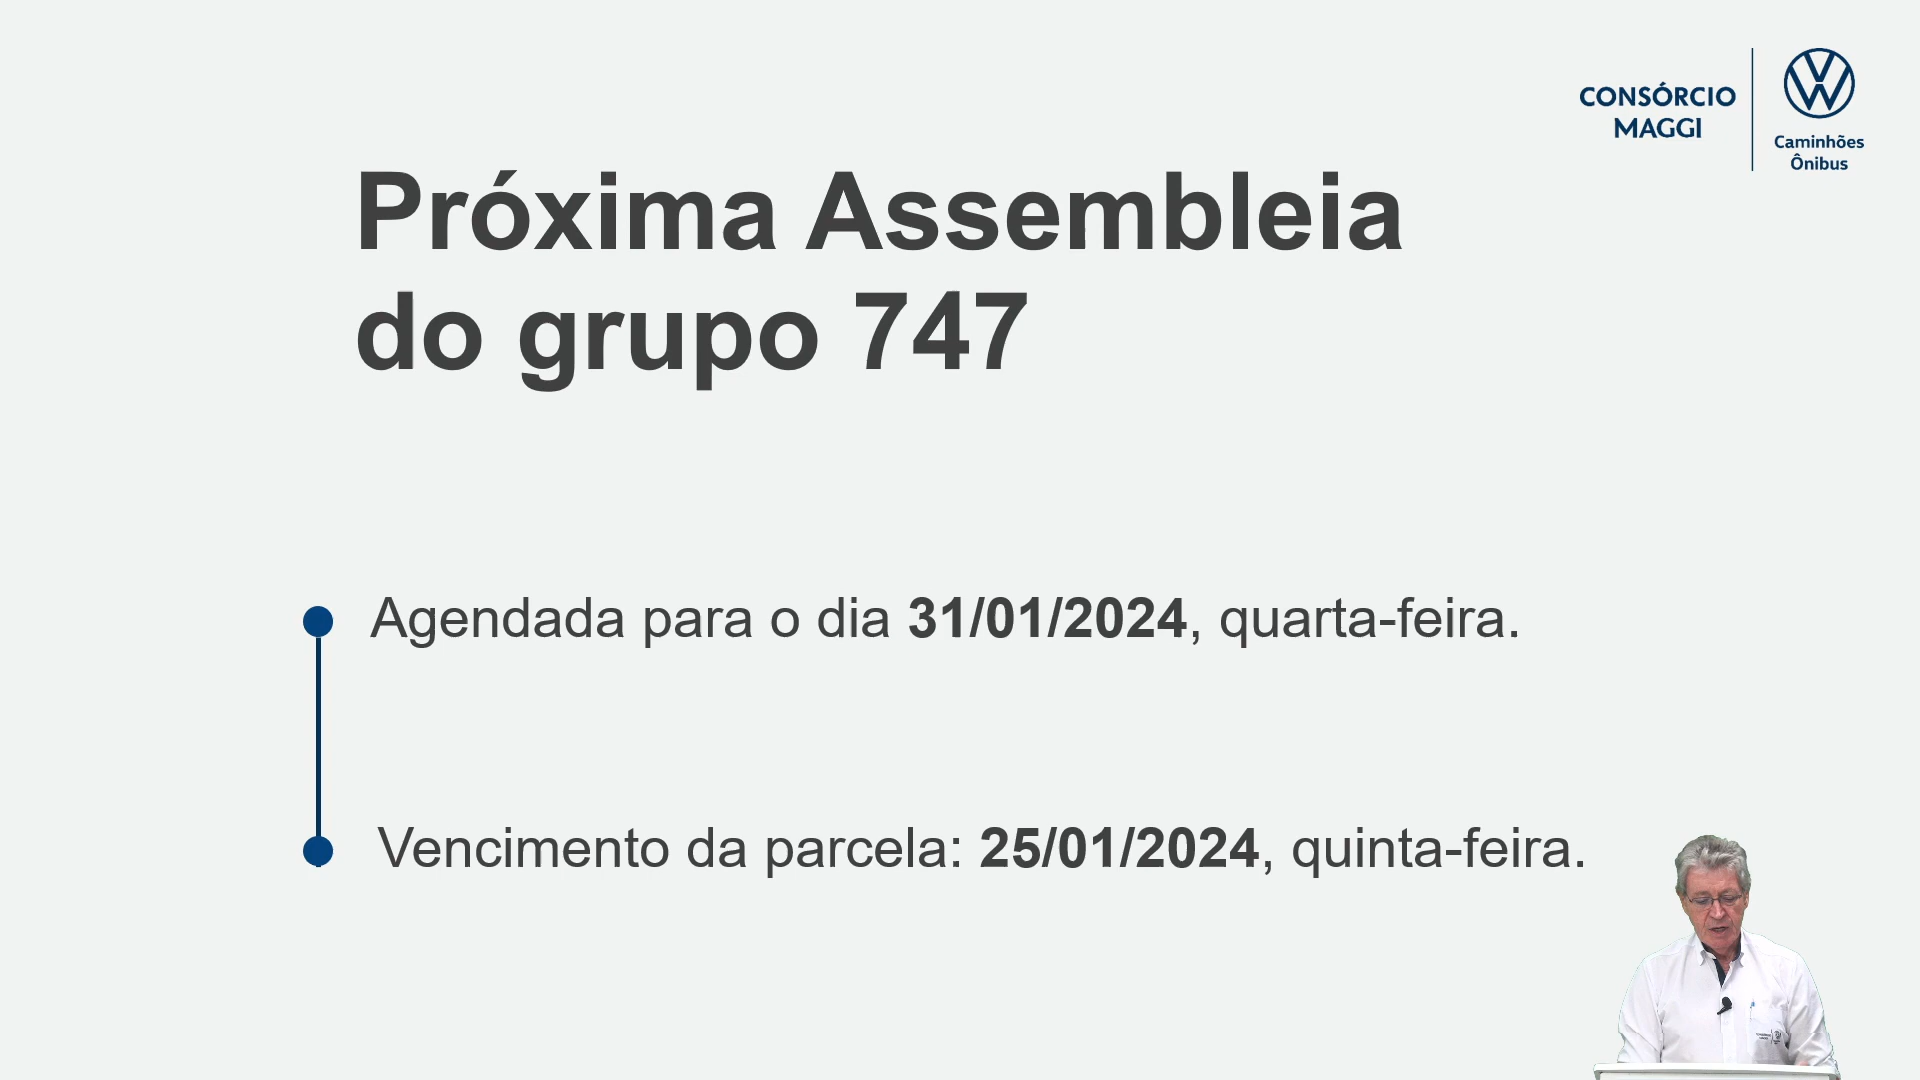 CONSÓRCIO
MAGGI
Caminhões
Ônibus
Próxima Assembleia
do grupo 747
Agendada para o dia 31/01/2024, quarta-feira.
Vencimento da parcela: 25/01/2024, quinta-feira.